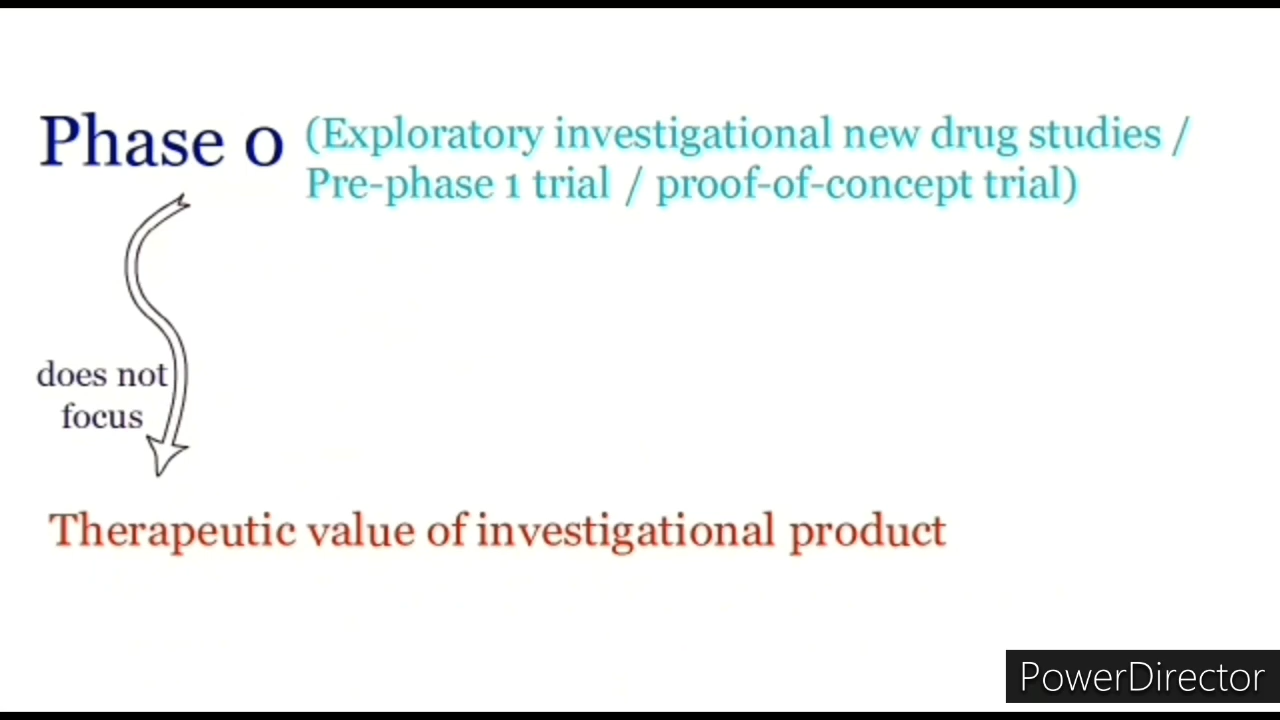 Phase 0 (Exploratory investigational new drug studies /
Pre-phase 1 trial / proof-of-concept trial)
does not
focus
Therapeutic value of investigational product
PowerDirector